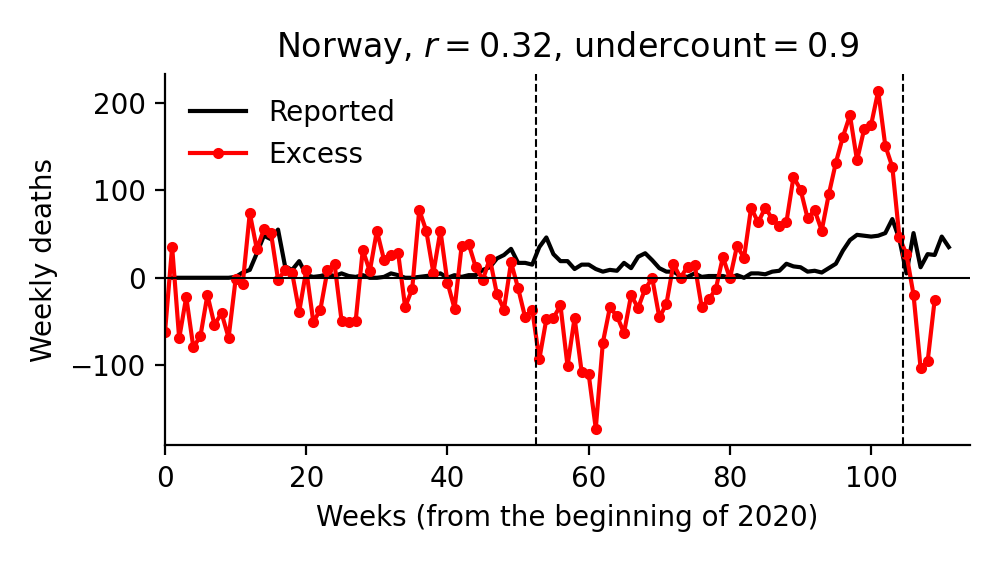 Norway, r = 0.32, undercount = 0.9
Reported
Excess
Weekly deaths
200
100
0
−100
0 20 40 60 80 100
Weeks (from the beginning of 2020)